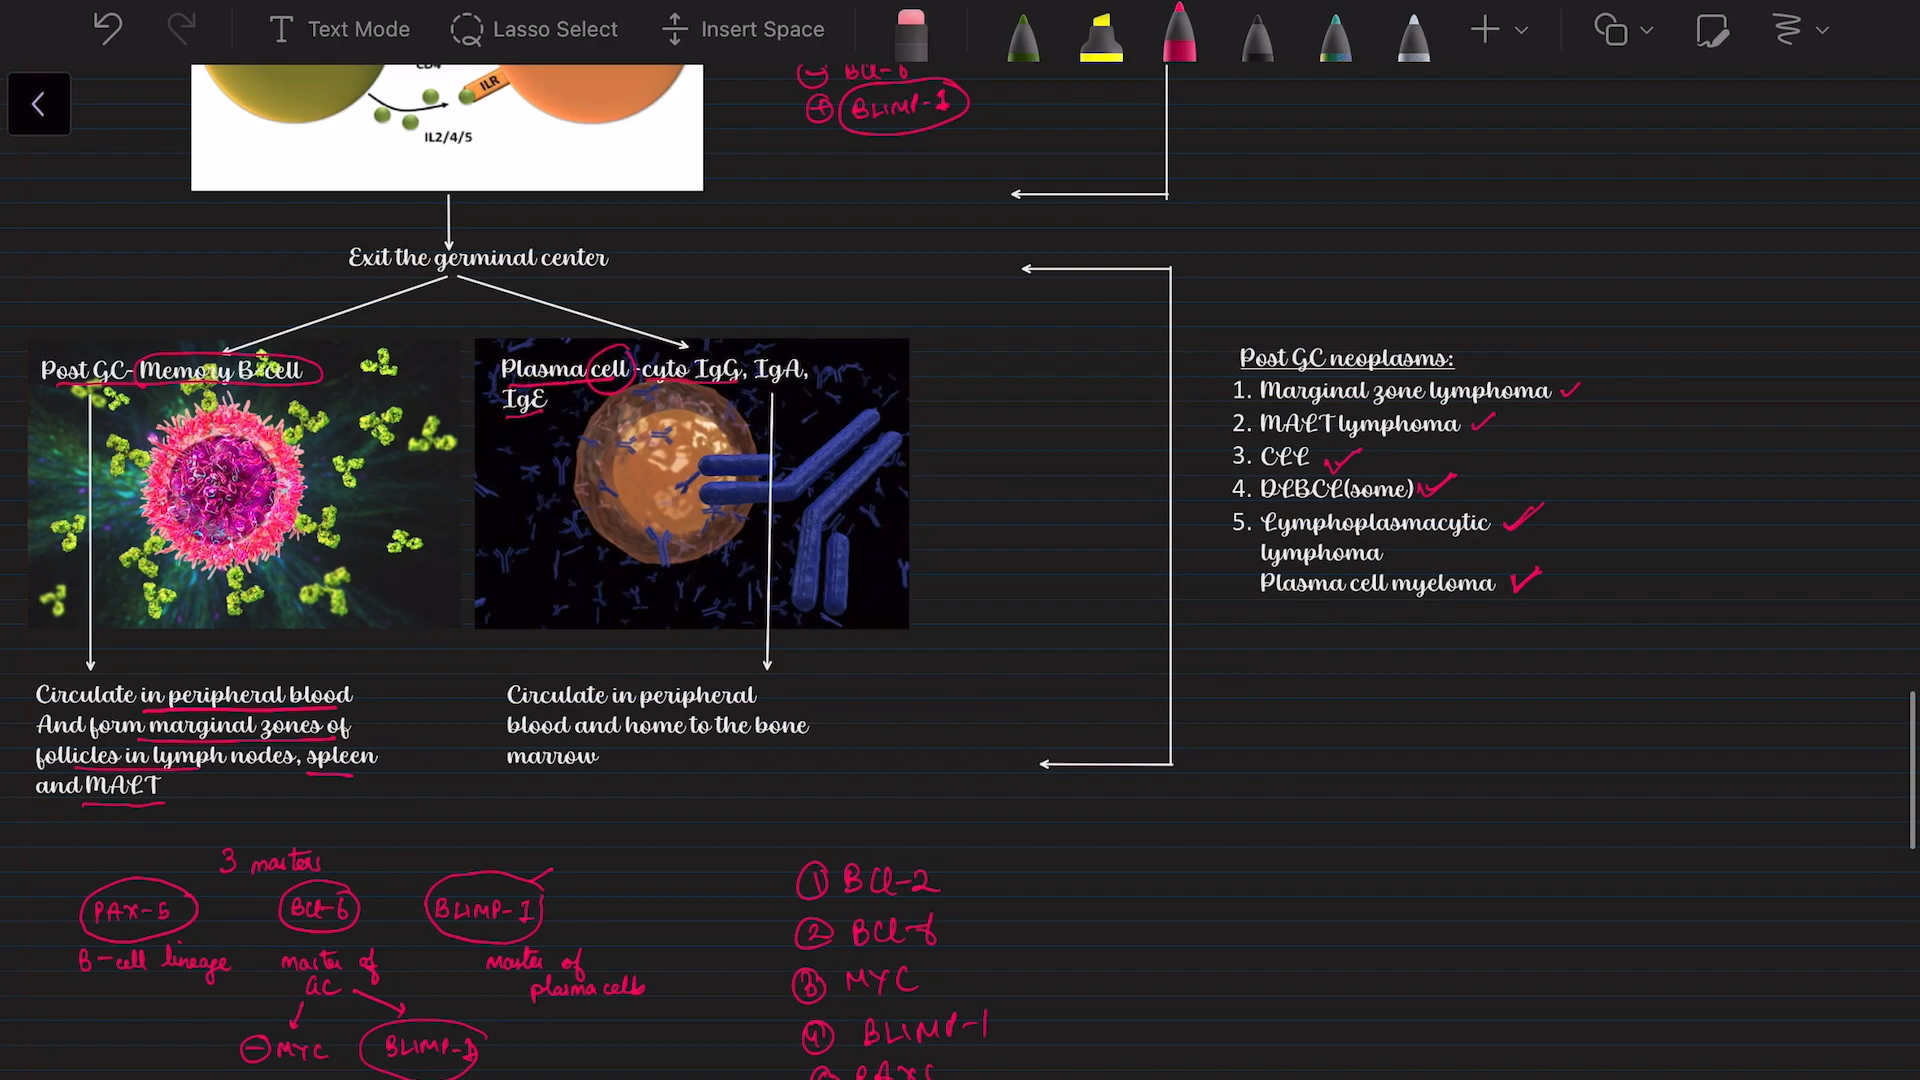 Text Mode
Lasso Select
Insert Space
CD4
ILR
IL2/4/5
BCL-6
BLIMP-1
Exit the germinal center
Post GC- Memory B-cell
Plasma cell -cyto IgG, IgA,
IgE
Circulate in peripheral blood
And form marginal zones of
follicles in lymph nodes, spleen
and MALT
Circulate in peripheral
blood and home to the bone
marrow
Post GC neoplasms:
1. Marginal zone lymphoma
2. MALT lymphoma
3. CLL
4. DLBCL(some)
5. Lymphoplasmacytic
lymphoma
Plasma cell myeloma
3 masters
PAX-5
BCL-6
BLIMP-1
B-cell lineage
master of
GC
master of
plasma cells
- MYC
BLIMP-1
1 BCL-2
2 BCL-6
3 MYC
4 BLIMP-1
PAX5